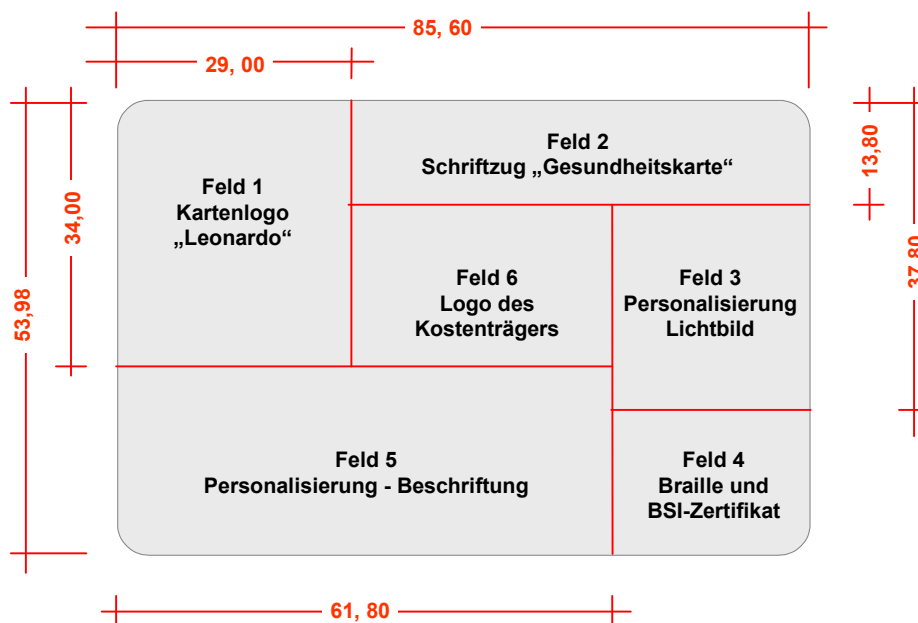 85, 60
29, 00
Feld 1
Kartenlogo
„Leonardo“
Feld 2
Schriftzug „Gesundheitskarte“
13,80
34,00
53,98
Feld 6
Logo des
Kostenträgers
Feld 3
Personalisierung
Lichtbild
37,80
Feld 5
Personalisierung - Beschriftung
Feld 4
Braille und
BSI-Zertifikat
61, 80